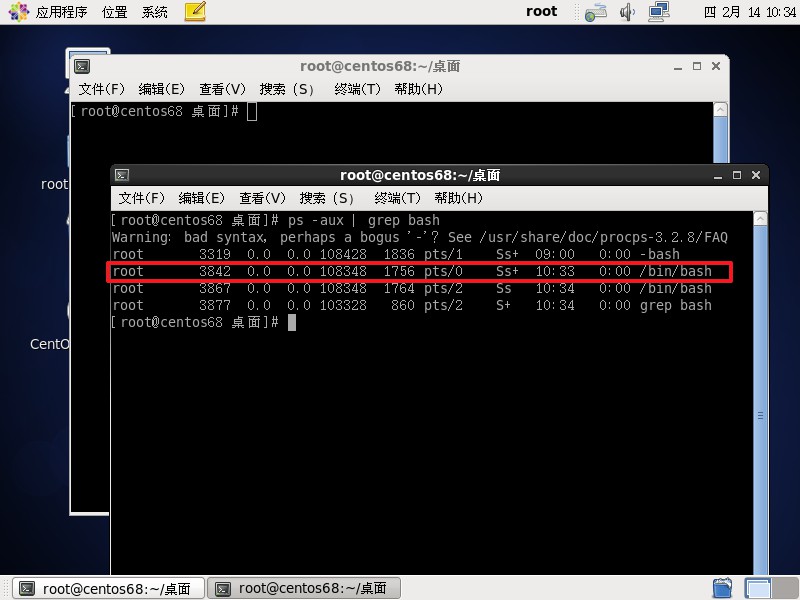 应用程序 位置 系统 root 四 2月 14 10:34
root@centos68:~/桌面
文件(F) 编辑(E) 查看(V) 搜索 (S) 终端(T) 帮助(H)
[root@centos68 桌面]#
root
CentO
root@centos68:~/桌面
文件(F) 编辑(E) 查看(V) 搜索 (S) 终端(T) 帮助(H)
[root@centos68 桌面]# ps -aux | grep bash
Warning: bad syntax, perhaps a bogus '-'? See /usr/share/doc/procps-3.2.8/FAQ
root 3319 0.0 0.0 108428 1836 pts/1 Ss+ 09:00 0:00 -bash
root 3842 0.0 0.0 108348 1756 pts/0 Ss+ 10:33 0:00 /bin/bash
root 3867 0.0 0.0 108348 1764 pts/2 Ss 10:34 0:00 /bin/bash
root 3877 0.0 0.0 103328 860 pts/2 S+ 10:34 0:00 grep bash
[root@centos68 桌面]#
root@centos68:~/桌面 root@centos68:~/桌面